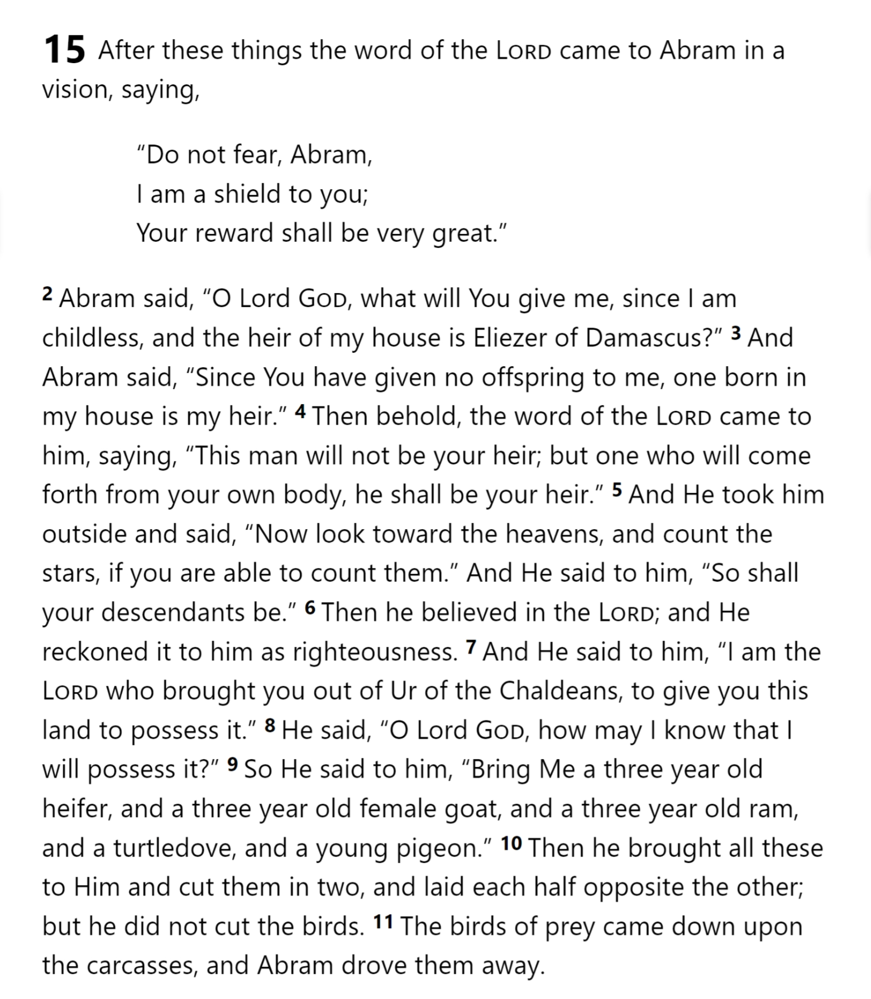 15 After these things the word of the LORD came to Abram in a
vision, saying,
“Do not fear, Abram,
I am a shield to you;
Your reward shall be very great.”
2 Abram said, “O Lord GOD, what will You give me, since I am
childless, and the heir of my house is Eliezer of Damascus?” 3 And
Abram said, “Since You have given no offspring to me, one born in
my house is my heir.” 4 Then behold, the word of the LORD came to
him, saying, “This man will not be your heir; but one who will come
forth from your own body, he shall be your heir.” 5 And He took him
outside and said, “Now look toward the heavens, and count the
stars, if you are able to count them.” And He said to him, “So shall
your descendants be.” 6 Then he believed in the LORD; and He
reckoned it to him as righteousness. 7 And He said to him, “I am the
LORD who brought you out of Ur of the Chaldeans, to give you this
land to possess it.” 8 He said, “O Lord GOD, how may I know that I
will possess it?” 9 So He said to him, “Bring Me a three year old
heifer, and a three year old female goat, and a three year old ram,
and a turtledove, and a young pigeon.” 10 Then he brought all these
to Him and cut them in two, and laid each half opposite the other;
but he did not cut the birds. 11 The birds of prey came down upon
the carcasses, and Abram drove them away.